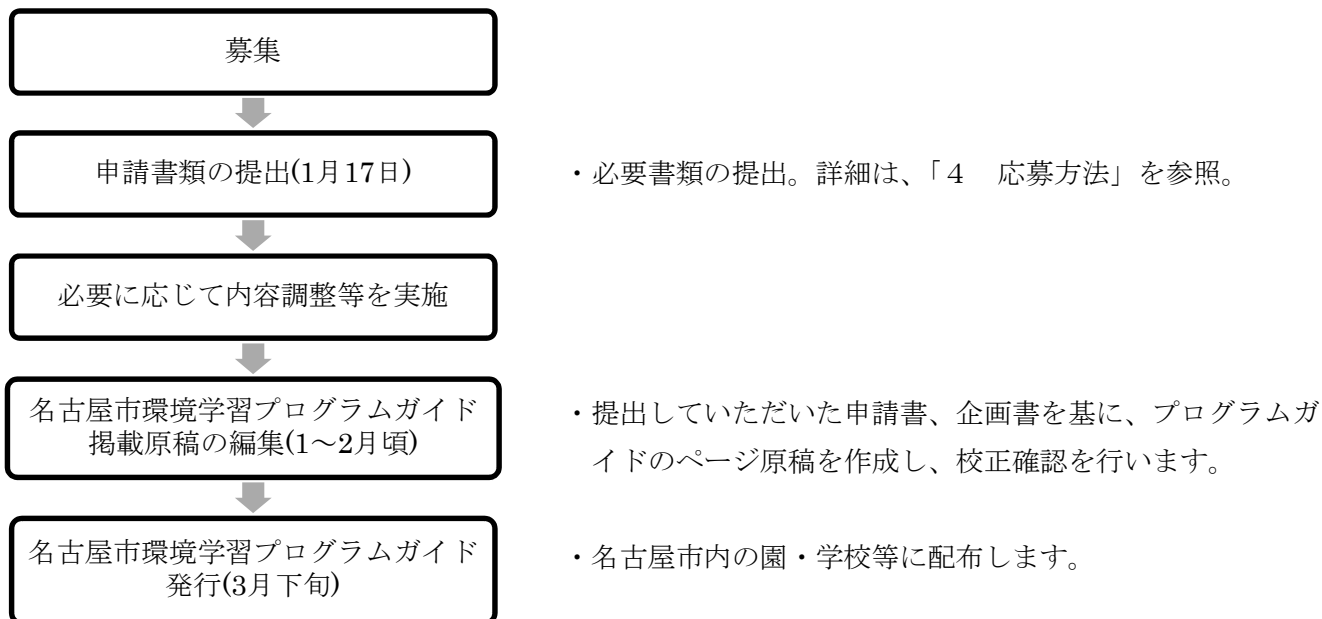 募集
申請書類の提出(1月17日)
・必要書類の提出。詳細は、「４　応募方法」を参照。
必要に応じて内容調整等を実施
名古屋市環境学習プログラムガイド
掲載原稿の編集(1～2月頃)
・提出していただいた申請書、企画書を基に、プログラムガ
イドのページ原稿を作成し、校正確認を行います。
名古屋市環境学習プログラムガイド
発行(3月下旬)
・名古屋市内の園・学校等に配布します。